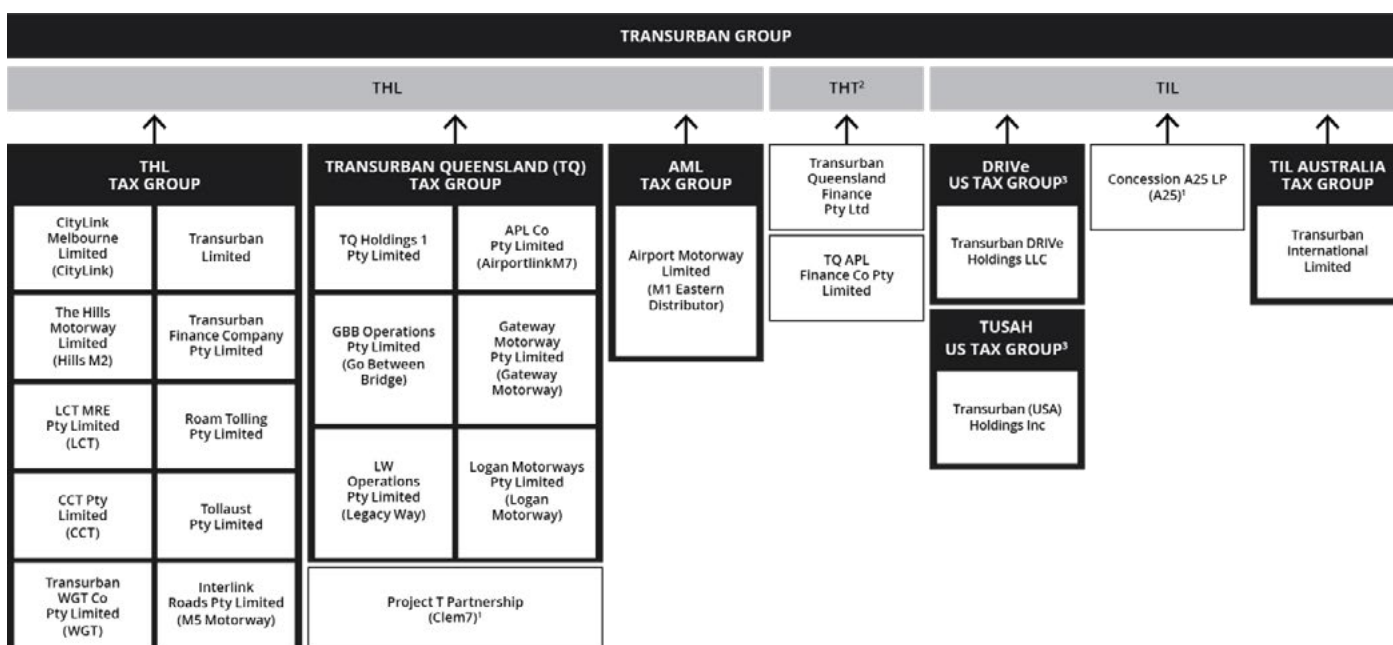 TRANSURBAN GROUP
THL
THT²
TIL
THL
TAX GROUP
CityLink
Melbourne
Limited
(CityLink)
Transurban
Limited
The Hills
Motorway
Limited
(Hills M2)
Transurban
Finance Company
Pty Limited
LCT MRE
Pty Limited
(LCT)
Roam Tolling
Pty Limited
CCT Pty
Limited
(CCT)
Tollaust
Pty Limited
Transurban
WGT Co
Pty Limited
(WGT)
Interlink
Roads Pty Limited
(M5 Motorway)
TRANSURBAN QUEENSLAND (TQ)
TAX GROUP
TQ Holdings 1
Pty Limited
APL Co
Pty Limited
(AirportlinkM7)
GBB Operations
Pty Limited
(Go Between
Bridge)
Gateway
Motorway
Pty Limited
(Gateway
Motorway)
LW
Operations
Pty Limited
(Legacy Way)
Logan Motorways
Pty Limited
(Logan
Motorway)
Project T Partnership
(Clem7)¹
AML
TAX GROUP
Airport Motorway
Limited
(M1 Eastern
Distributor)
Transurban
Queensland
Finance
Pty Ltd
TQ APL
Finance Co Pty
Limited
DRIVe
US TAX GROUP³
Transurban DRIVe
Holdings LLC
TUSAH
US TAX GROUP³
Transurban (USA)
Holdings Inc
Concession A25 LP
(A25)¹
TIL AUSTRALIA
TAX GROUP
Transurban
International
Limited